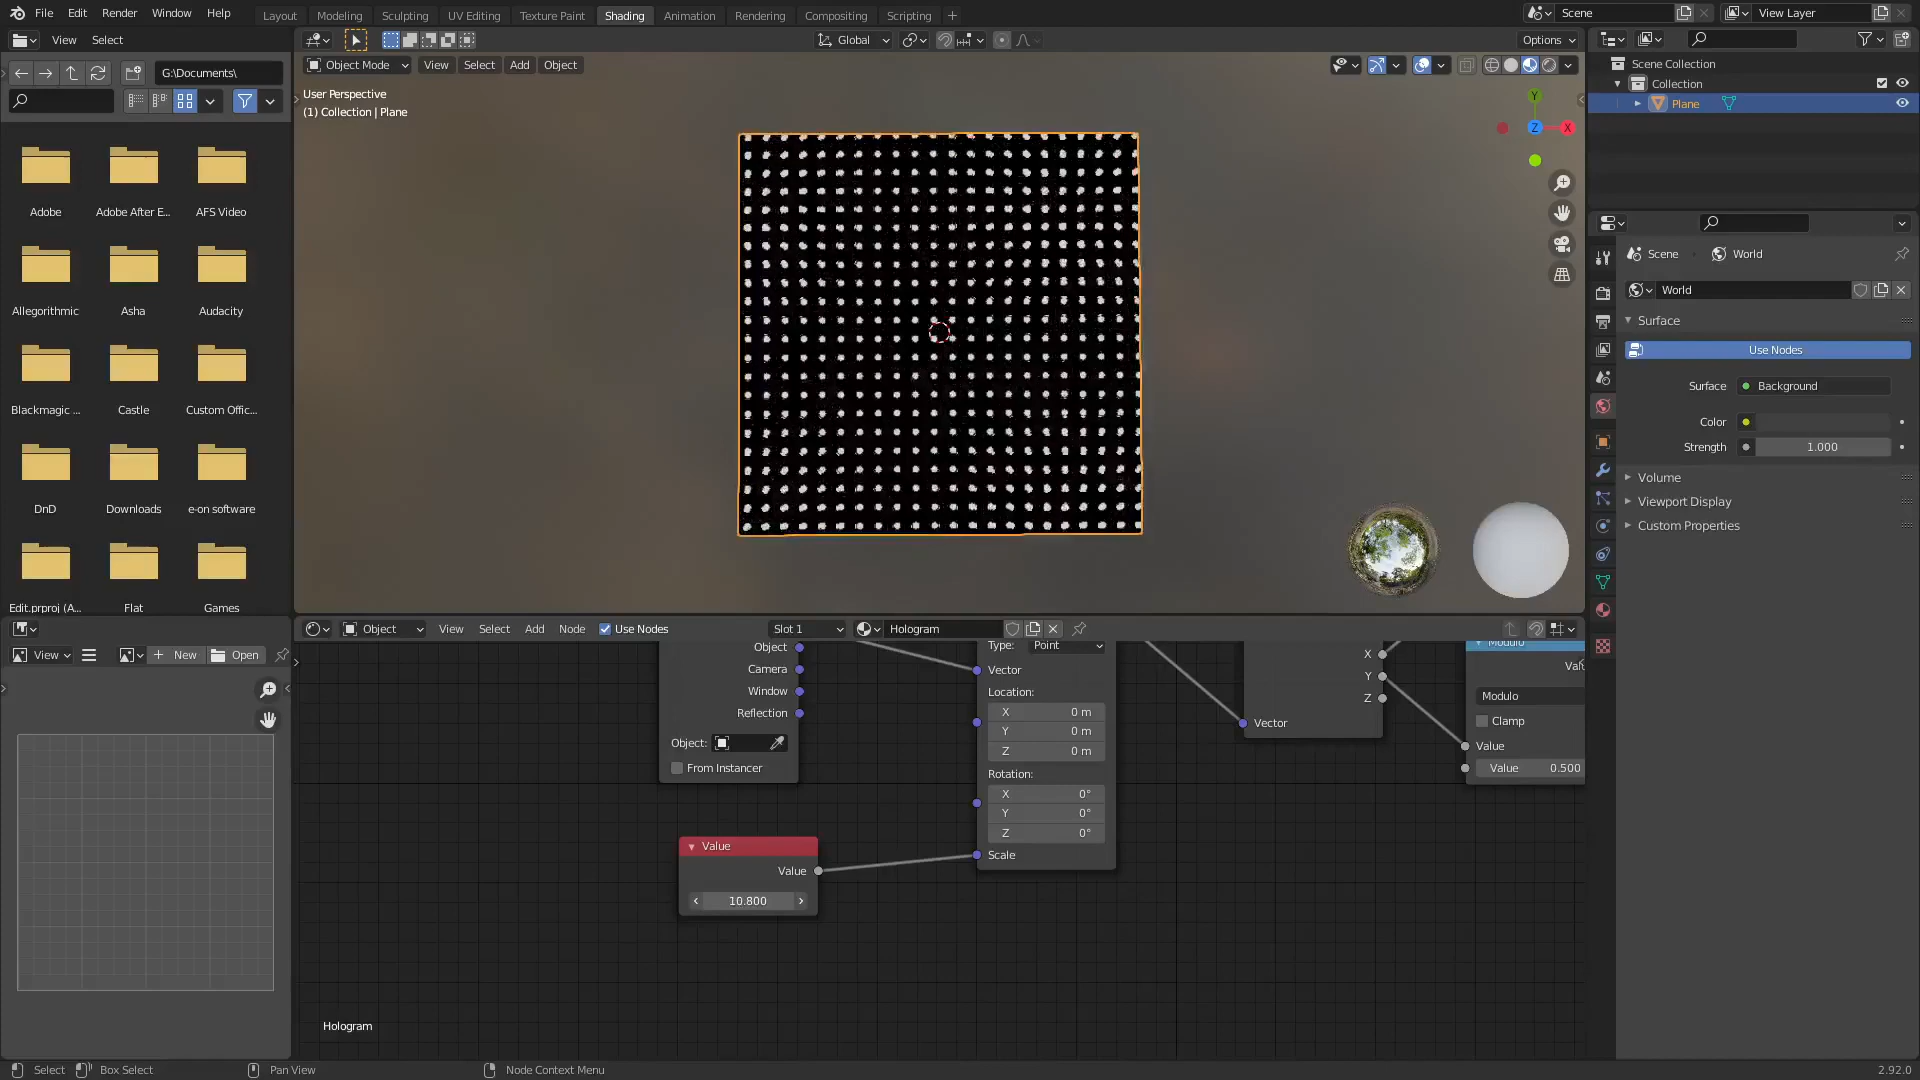 File Edit Render Window Help
Layout Modeling Sculpting UV Editing Texture Paint Shading Animation Rendering Compositing Scripting
Scene
View Layer
View Select
Global
Options
G:\Documents\
Object Mode View Select Add Object
User Perspective
(1) Collection | Plane
Y
Z
X
Scene Collection
Collection
Plane
Adobe
Adobe After E...
AFS Video
Allegorithmic
Asha
Audacity
Blackmagic ...
Castle
Custom Offic...
DnD
Downloads
e-on software
Edit.prproj (A...
Flat
Games
Scene
World
World
Surface
Use Nodes
Surface
Background
Color
Strength
1.000
Volume
Viewport Display
Custom Properties
Object View Select Add Node Use Nodes
Slot 1
Hologram
View
New
Open
Object
Camera
Window
Reflection
Object:
From Instancer
Type: Point
Vector
Location:
X 0 m
Y 0 m
Z 0 m
Rotation:
X 0°
Y 0°
Z 0°
Scale
Value
Value
10.800
X
Y
Z
Vector
Modulo
Modulo
Clamp
Value
Value 0.500
Hologram
Select
Box Select
Pan View
Node Context Menu
2.92.0